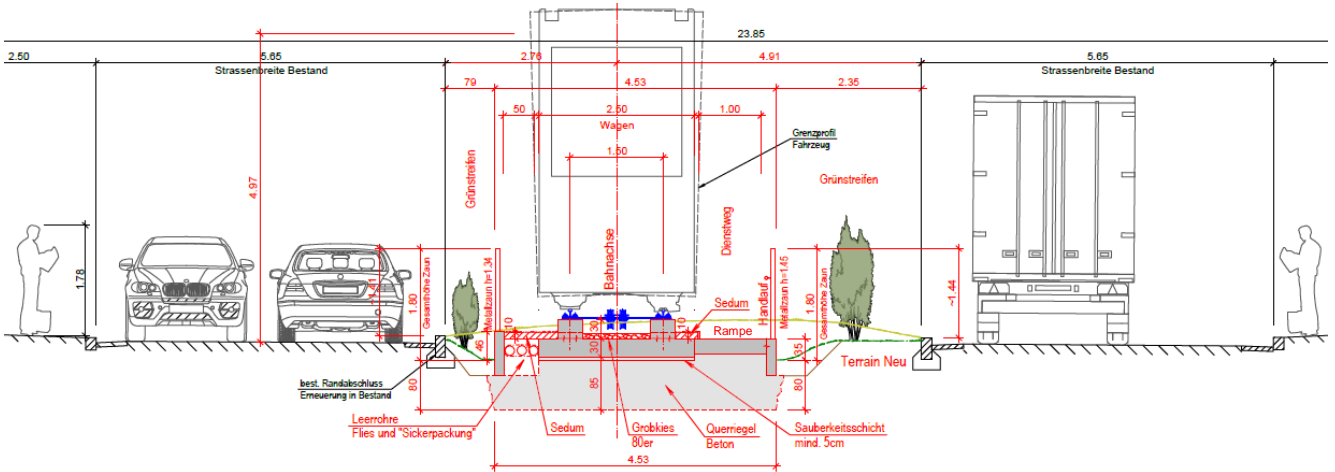 23.85
2.50
5.65
2.76
4.91
5.65
Strassenbreite Bestand
Strassenbreite Bestand
79
4.53
2.35
50
2.50
1.00
Wagen
1.50
Grenzprofil
Fahrzeug
4.97
Grünstreifen
Grünstreifen
Bahnachse
Dienstweg
1.78
~1.41
1.80
Gesamthöhe Zaun
Metallzaun h=1.34
Handlauf
Metallzaun h=1.45
1.80
Gesamthöhe Zaun
~1.44
Sedum
10
30
10
Rampe
46
30
35
Terrain Neu
80
85
80
best. Randabschluss
Erneuerung in Bestand
Leerrohre
Flies und "Sickerpackung"
Sedum
Grobkies
80er
Querriegel
Beton
Sauberkeitsschicht
mind. 5cm
4.53